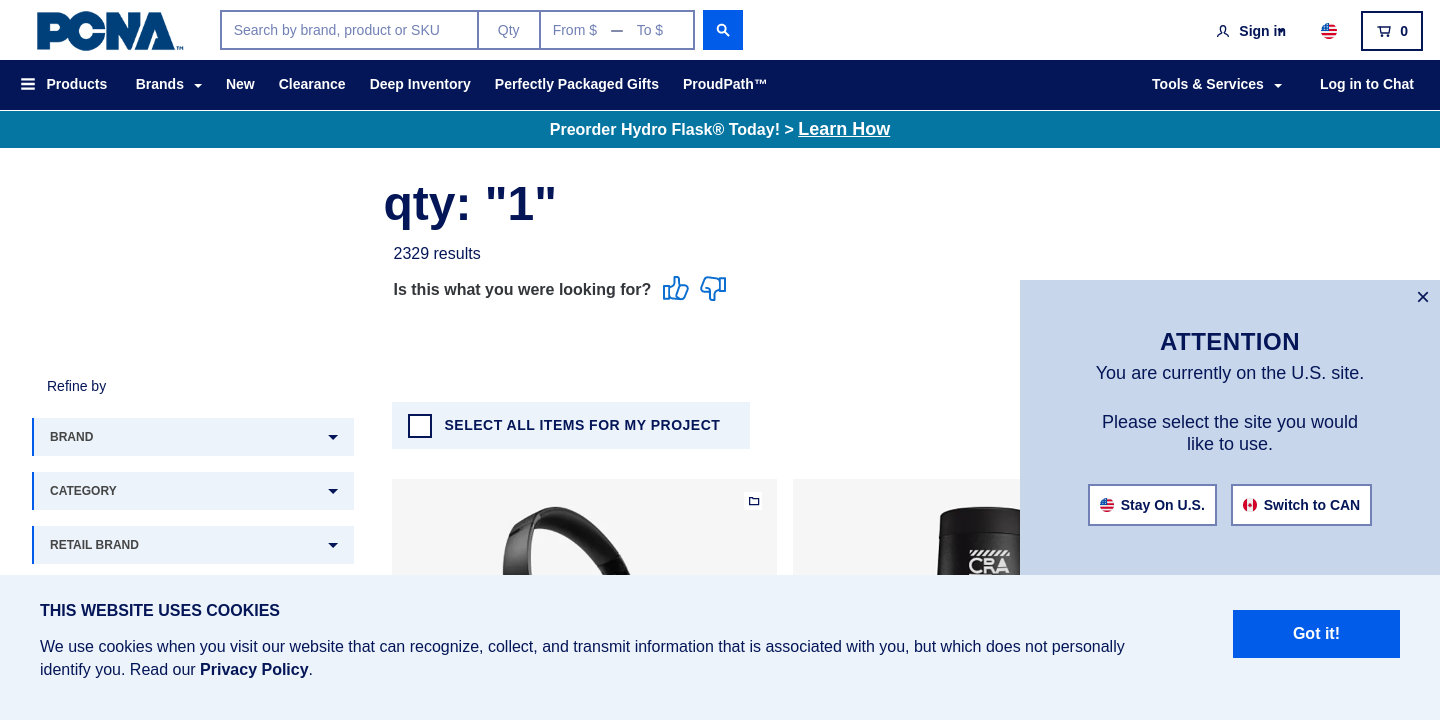 PCNA™
Search by brand, product or SKU
Qty
From $ — To $
Sign in
0
Products
Brands
New
Clearance
Deep Inventory
Perfectly Packaged Gifts
ProudPath™
Tools & Services
Log in to Chat
Preorder Hydro Flask® Today! > Learn How
qty: "1"
2329 results
Is this what you were looking for?
Refine by
BRAND
CATEGORY
RETAIL BRAND
SELECT ALL ITEMS FOR MY PROJECT
×
ATTENTION
You are currently on the U.S. site.
Please select the site you would
like to use.
Stay On U.S.
Switch to CAN
THIS WEBSITE USES COOKIES
We use cookies when you visit our website that can recognize, collect, and transmit information that is associated with you, but which does not personally
identify you. Read our Privacy Policy.
Got it!